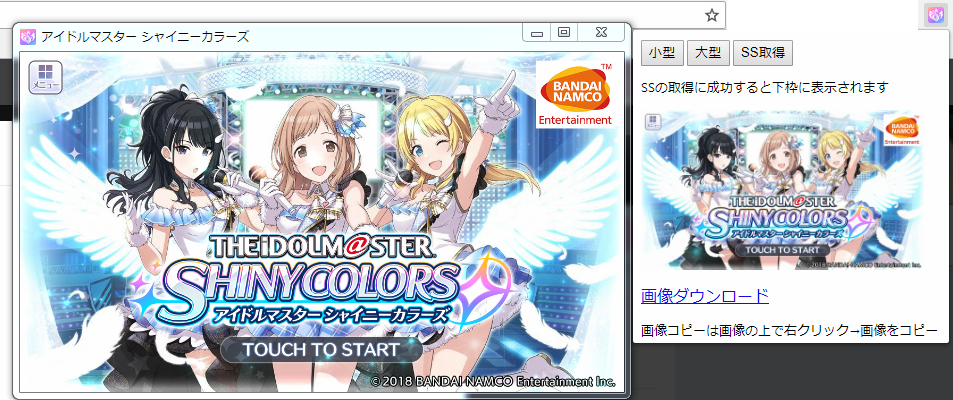 アイドルマスター シャイニーカラーズ
メニュー
BANDAI
NAMCO
TM
Entertainment
THE iDOLM@STER
SHINY COLORS
アイドルマスター シャイニーカラーズ
TOUCH TO START
©2018 BANDAI NAMCO Entertainment Inc.
小型 大型 SS取得
SSの取得に成功すると下枠に表示されます
メニュー
BANDAI
NAMCO
Entertainment
THE iDOLM@STER
SHINY COLORS
アイドルマスター シャイニーカラーズ
TOUCH TO START
©2018 BANDAI NAMCO Entertainment Inc.
画像ダウンロード
画像コピーは画像の上で右クリック→画像をコピー